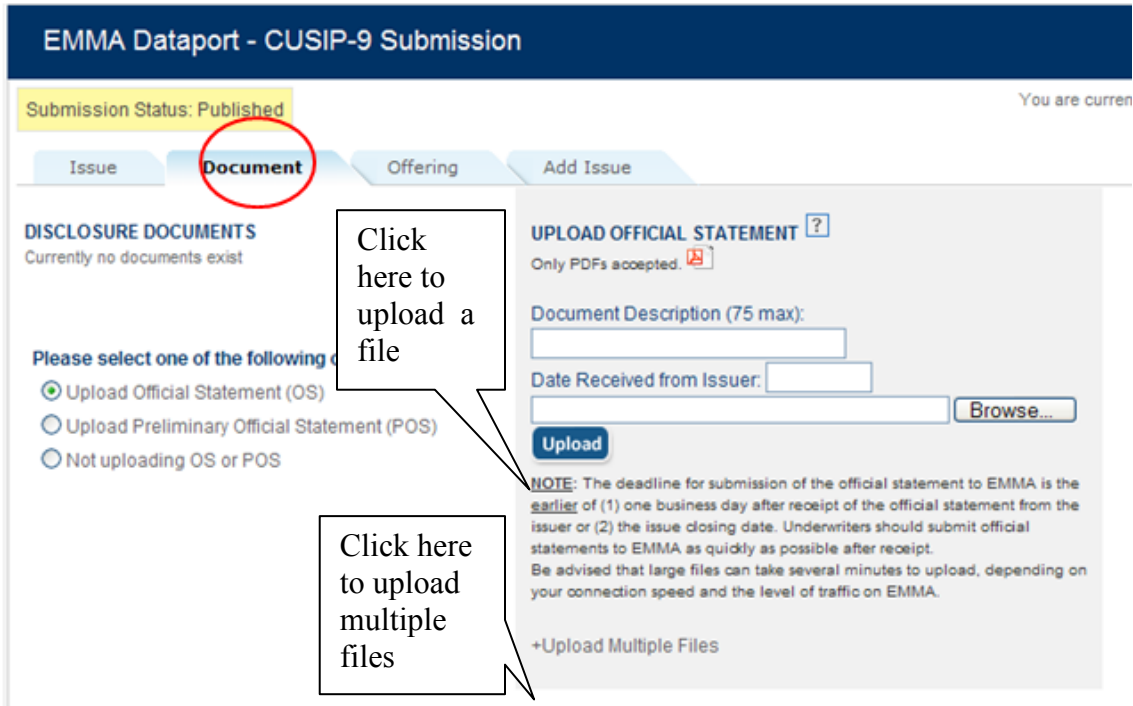 EMMA Dataport - CUSIP-9 Submission
Submission Status: Published
You are curren
Issue
Document
Offering
Add Issue
DISCLOSURE DOCUMENTS
Currently no documents exist
Please select one of the following
Upload Official Statement (OS)
Upload Preliminary Official Statement (POS)
Not uploading OS or POS
Click
here to
upload a
file
Click here
to upload
multiple
files
UPLOAD OFFICIAL STATEMENT ?
Only PDFs accepted.
Document Description (75 max):
Date Received from Issuer:
Browse...
Upload
NOTE: The deadline for submission of the official statement to EMMA is the
earlier of (1) one business day after receipt of the official statement from the
issuer or (2) the issue closing date. Underwriters should submit official
statements to EMMA as quickly as possible after receipt.
Be advised that large files can take several minutes to upload, depending on
your connection speed and the level of traffic on EMMA.
+Upload Multiple Files